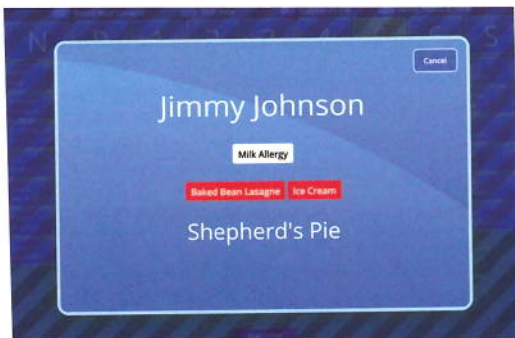 Cancel
Jimmy Johnson
Milk Allergy
Baked Bean Lasagne Ice Cream
Shepherd's Pie